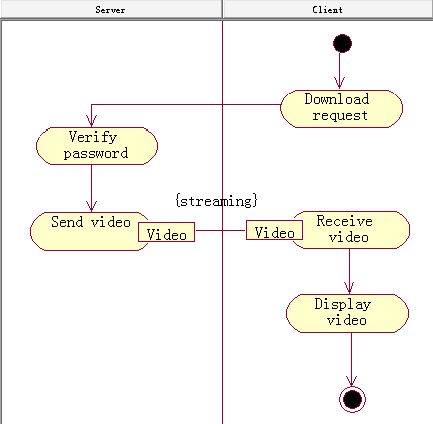 Server
Client
Download
request
Verify
password
{streaming}
Send video
Video
Video
Receive
video
Display
video